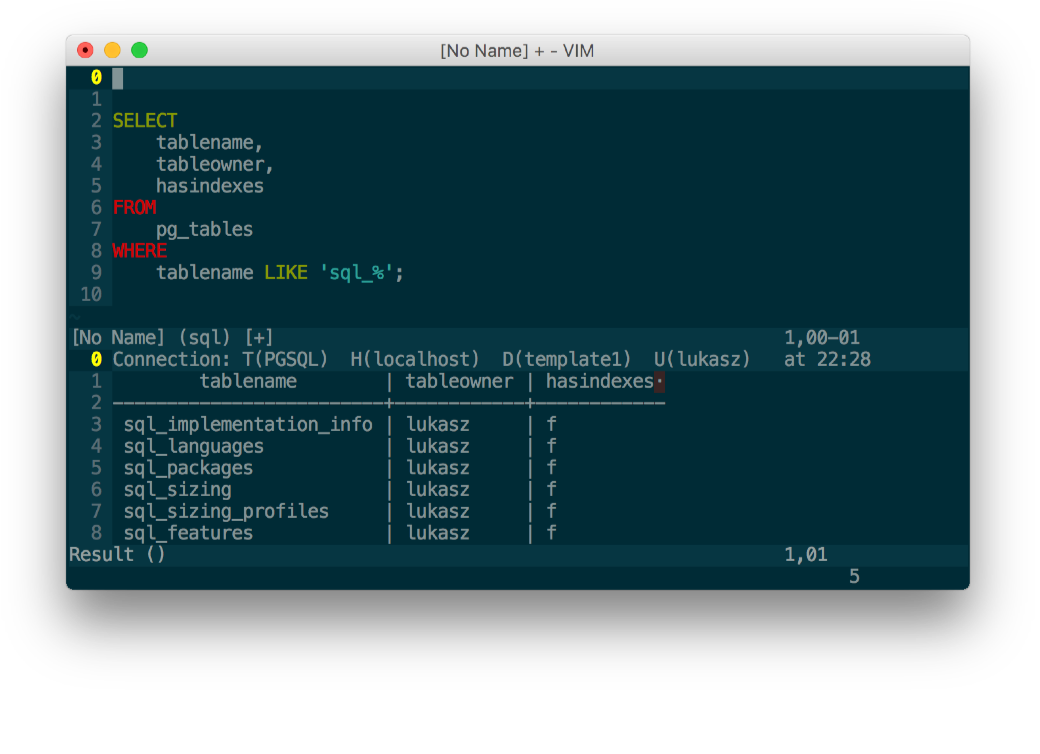 [No Name] + - VIM
0
1
2 SELECT
3     tablename,
4     tableowner,
5     hasindexes
6 FROM
7     pg_tables
8 WHERE
9     tablename LIKE 'sql_%';
10
~
[No Name] (sql) [+] 1,00-01
0 Connection: T(PGSQL)  H(localhost)  D(template1)  U(lukasz)   at 22:28
1         tablename        | tableowner | hasindexes·
2 -------------------------+------------+------------
3  sql_implementation_info | lukasz     | f
4  sql_languages           | lukasz     | f
5  sql_packages            | lukasz     | f
6  sql_sizing              | lukasz     | f
7  sql_sizing_profiles     | lukasz     | f
8  sql_features            | lukasz     | f
Result () 1,01
5